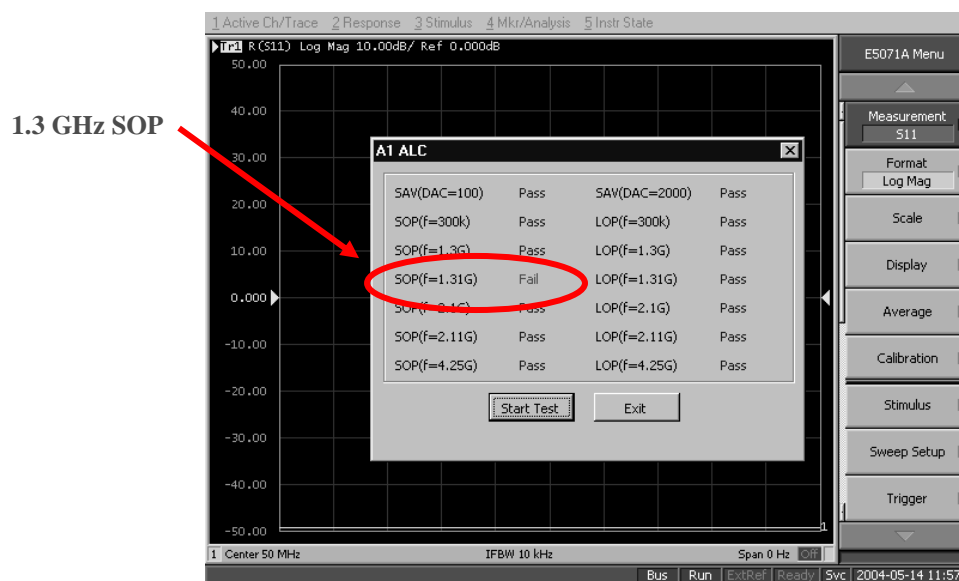 1 Active Ch/Trace 2 Response 3 Stimulus 4 Mkr/Analysis 5 Instr State
Tr1 R(S11) Log Mag 10.00dB/ Ref 0.000dB
50.00
40.00
30.00
20.00
10.00
0.000
-10.00
-20.00
-30.00
-40.00
-50.00
1.3 GHz SOP
A1 ALC
SAV(DAC=100) Pass SAV(DAC=2000) Pass
SOP(f=300k) Pass LOP(f=300k) Pass
SOP(f=1.3G) Pass LOP(f=1.3G) Pass
SOP(f=1.31G) Fail LOP(f=1.31G) Pass
SOP(f=2.1G) Pass LOP(f=2.1G) Pass
SOP(f=2.11G) Pass LOP(f=2.11G) Pass
SOP(f=4.25G) Pass LOP(f=4.25G) Pass
Start Test Exit
1
1 Center 50 MHz IFBW 10 kHz Span 0 Hz Off
E5071A Menu
Measurement
S11
Format
Log Mag
Scale
Display
Average
Calibration
Stimulus
Sweep Setup
Trigger
Bus Run ExtRef Ready Svc 2004-05-14 11:57